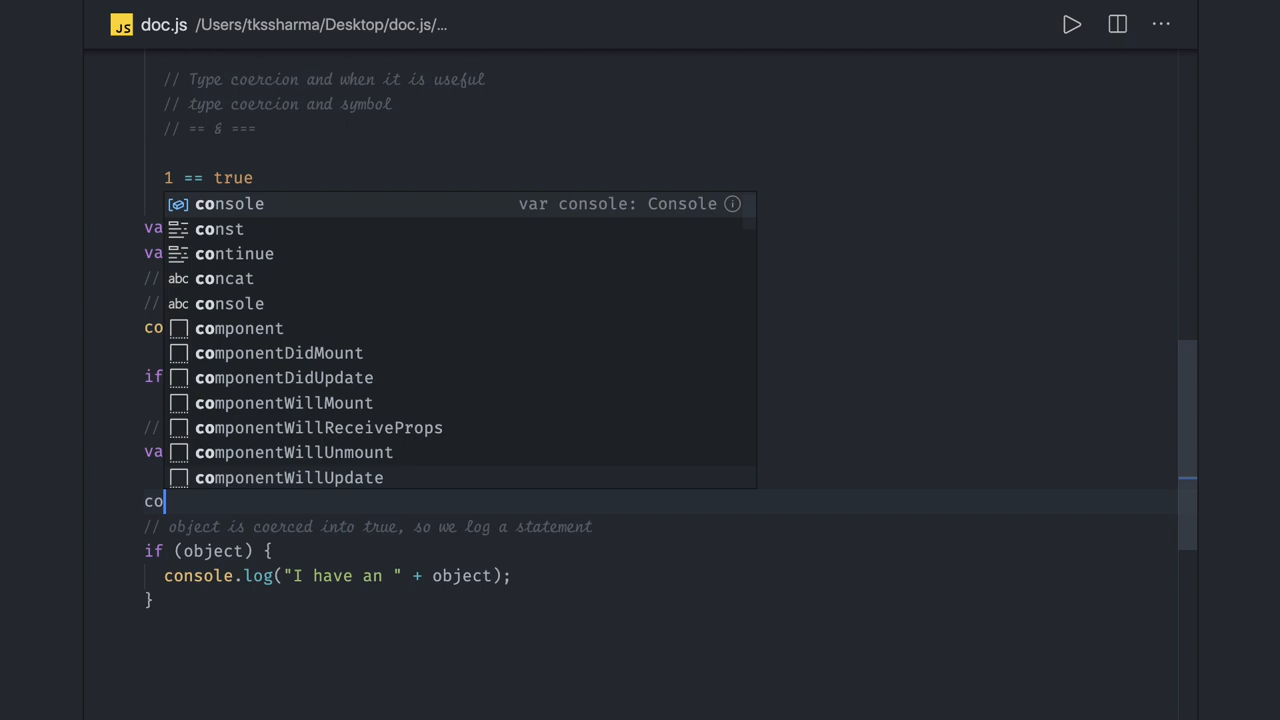 JS doc.js /Users/tkssharma/Desktop/doc.js/...
// Type coercion and when it is useful
// type coercion and symbol
// == & ===
1 == true
console var console: Console
va const
va continue
// concat
// console
co component
componentDidMount
if componentDidUpdate
componentWillMount
// componentWillReceiveProps
va componentWillUnmount
componentWillUpdate
co
// object is coerced into true, so we log a statement
if (object) {
console.log("I have an " + object);
}